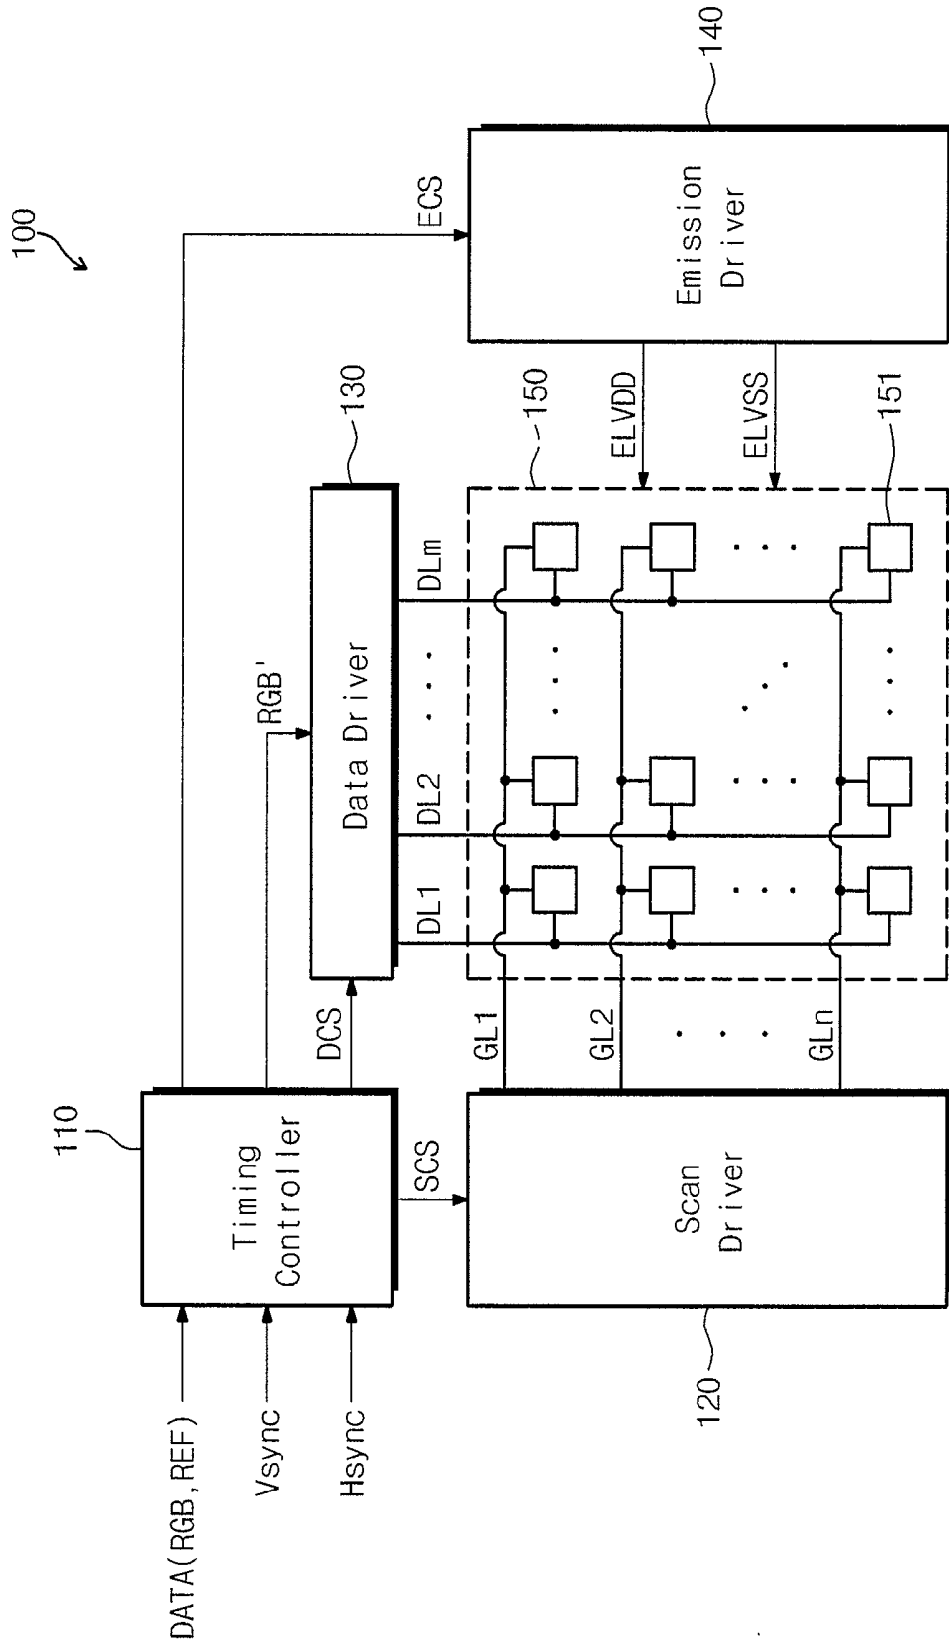 100
DATA(RGB,REF)
Vsync
Hsync
110
Timing
Controller
ECS
RGB'
DCS
SCS
130
Data Driver
DL1
DL2
DLm
120
Scan
Driver
GL1
GL2
GLn
150
151
ELVDD
ELVSS
140
Emission
Driver